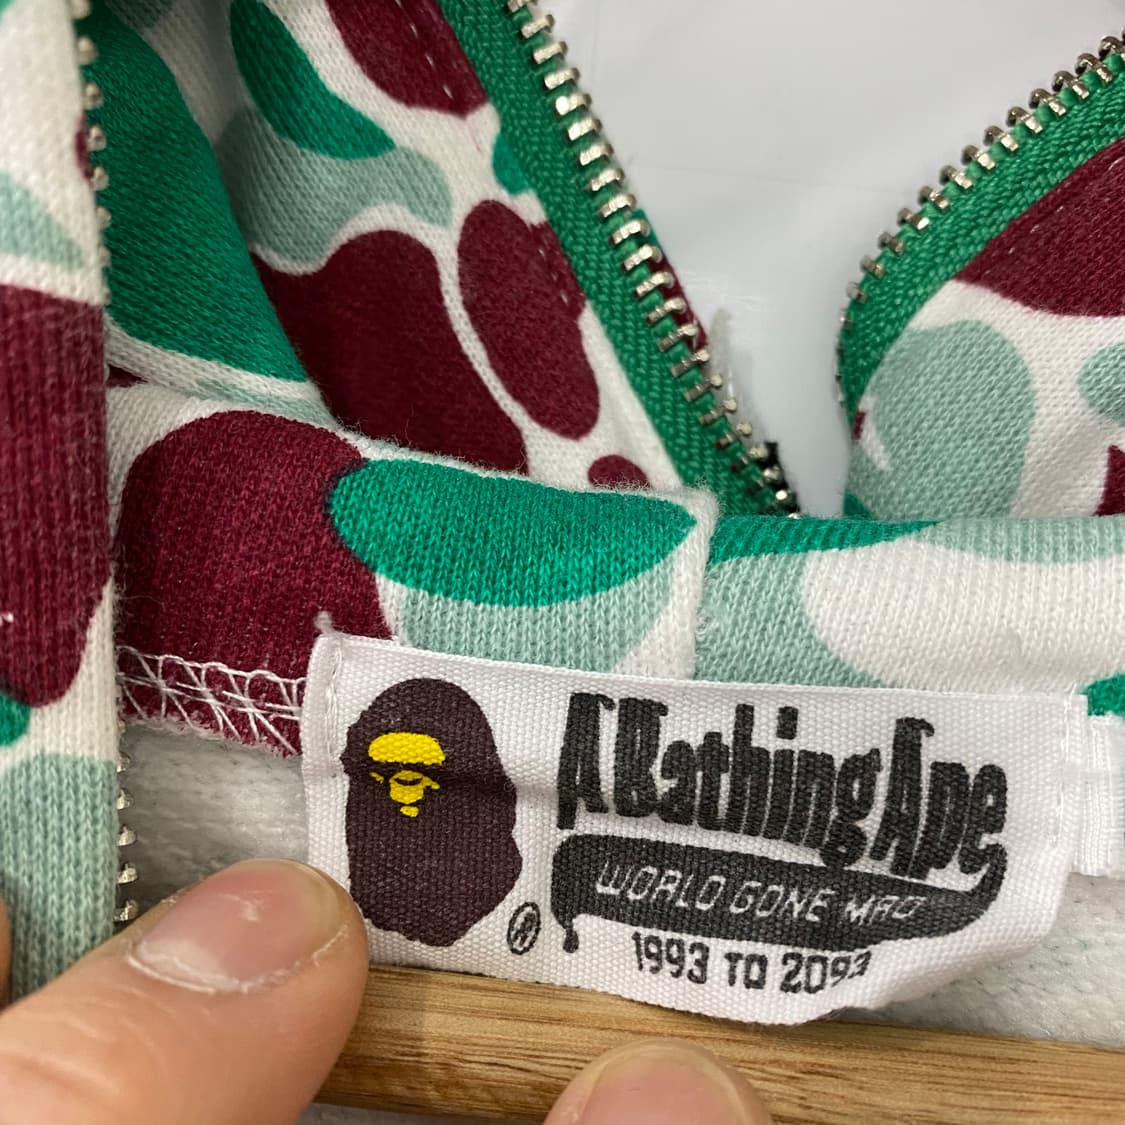 A Bathing Ape
WORLD GONE MAD
®
1993 TO 2093